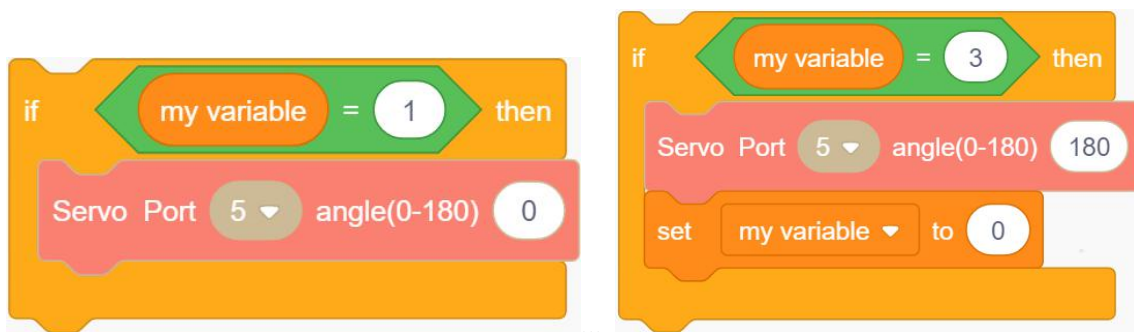 if my variable = 1 then
Servo Port 5 angle(0-180) 0
if my variable = 3 then
Servo Port 5 angle(0-180) 180
set my variable to 0